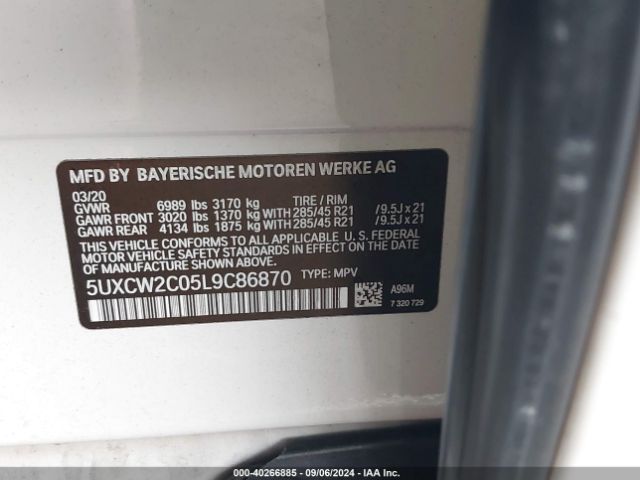 MFD BY BAYERISCHE MOTOREN WERKE AG
03/20
GVWR 6989 lbs 3170 kg TIRE / RIM
GAWR FRONT 3020 lbs 1370 kg WITH 285/45 R21 /9.5J x 21
GAWR REAR 4134 lbs 1875 kg WITH 285/45 R21 /9.5J x 21
THIS VEHICLE CONFORMS TO ALL APPLICABLE U.S. FEDERAL
MOTOR VEHICLE SAFETY STANDARDS IN EFFECT ON THE
DATE OF MANUFACTURE SHOWN ABOVE.
5UXCW2C05L9C86870 TYPE: MPV
A96M
7 320 729
000-40266885 - 09/06/2024 - IAA Inc.